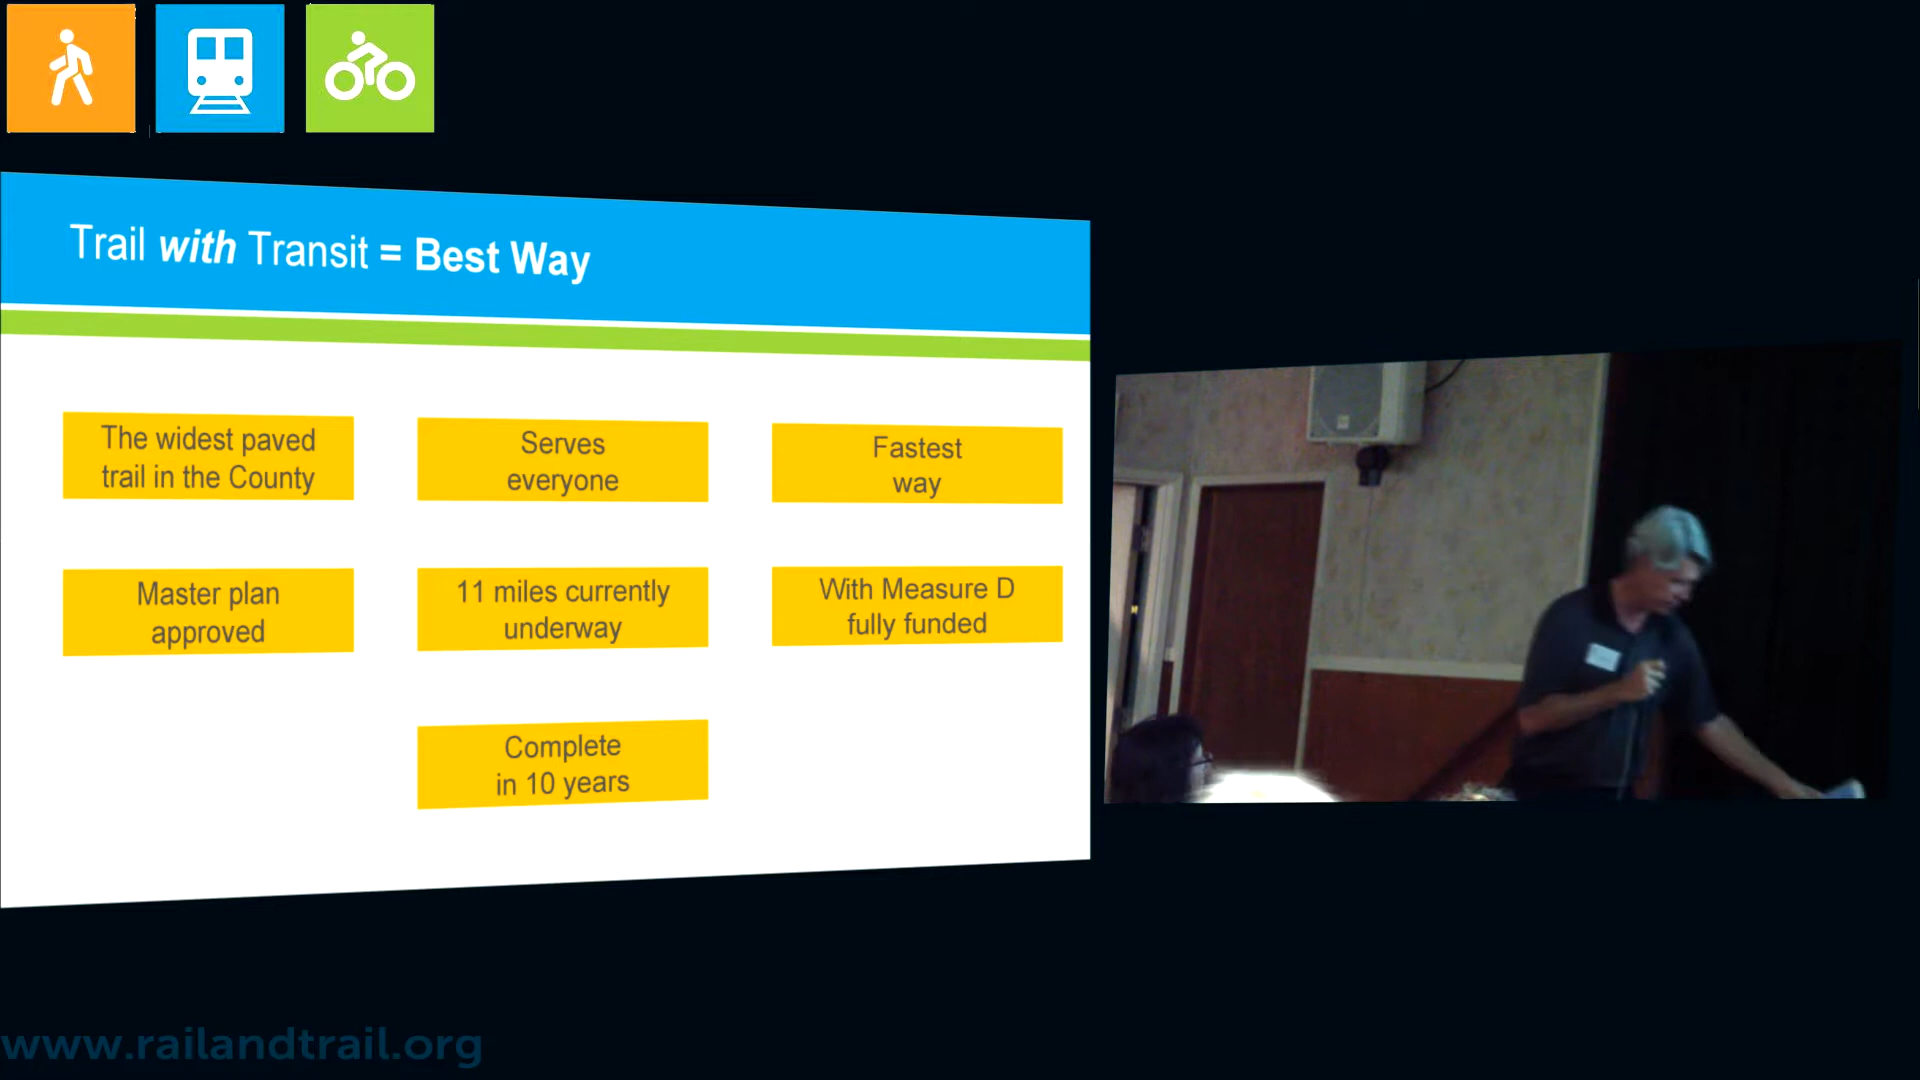 Trail with Transit = Best Way
The widest paved
trail in the County
Serves
everyone
Fastest
way
Master plan
approved
11 miles currently
underway
With Measure D
fully funded
Complete
in 10 years
www.railandtrail.org